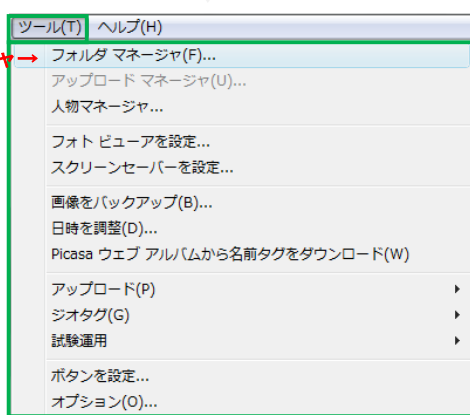 ツール(T) ヘルプ(H)
フォルダ マネージャ(F)...
アップロード マネージャ(U)...
人物マネージャ...
フォト ビューアを設定...
スクリーンセーバーを設定...
画像をバックアップ(B)...
日時を調整(D)...
Picasa ウェブ アルバムから名前タグをダウンロード(W)
アップロード(P)
ジオタグ(G)
試験運用
ボタンを設定...
オプション(O)...